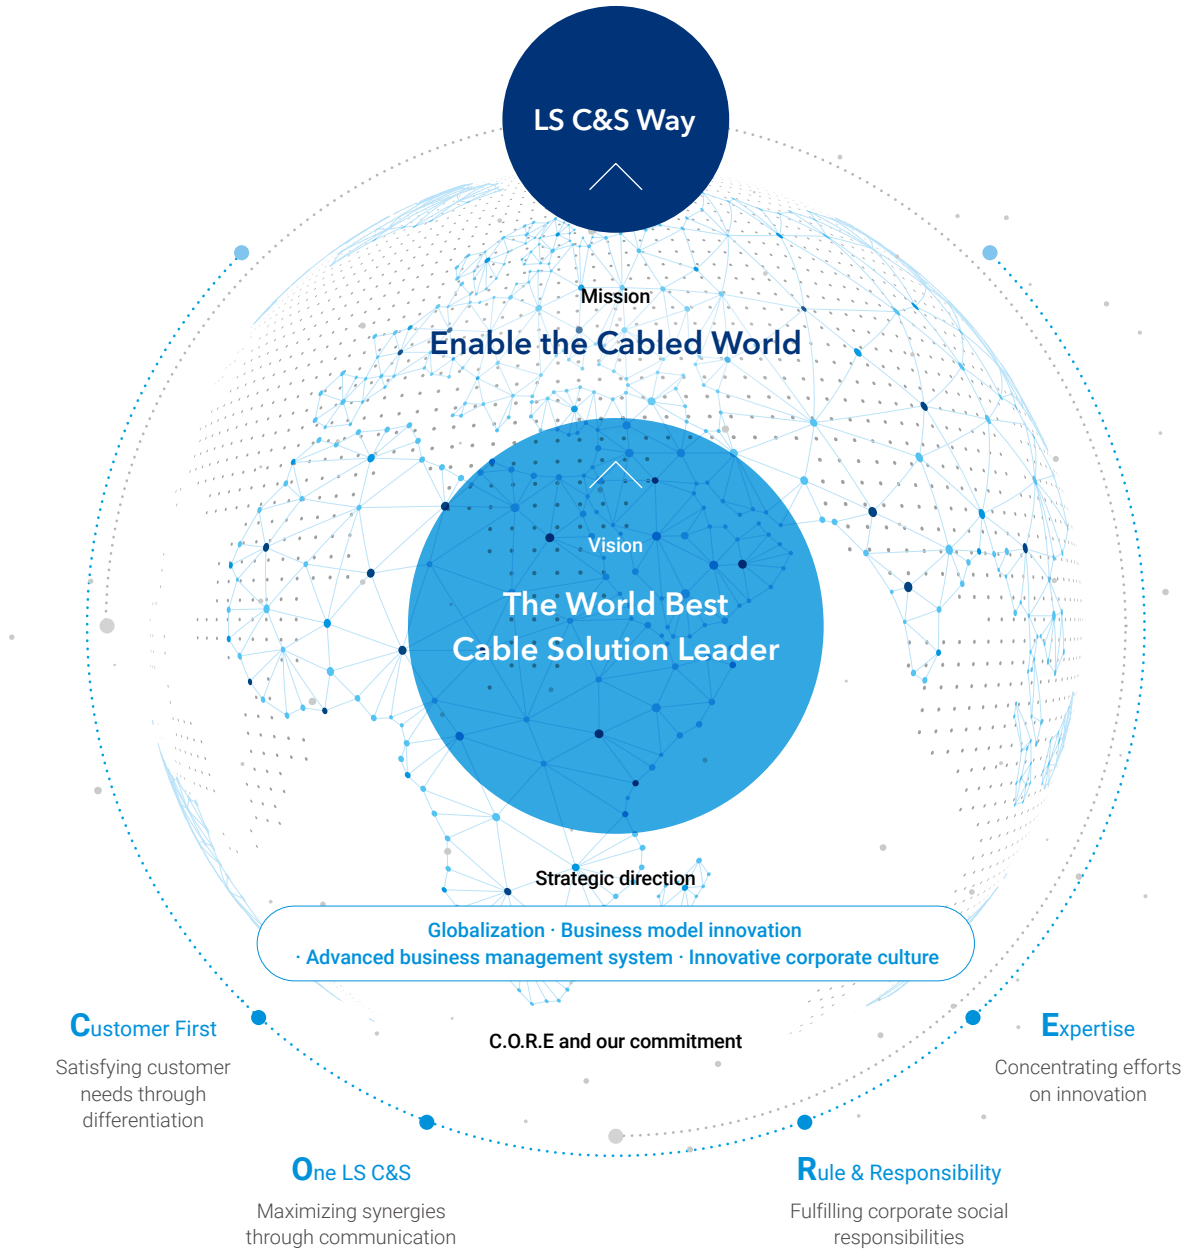 LS C&S Way
Mission
Enable the Cabled World
Vision
The World Best
Cable Solution Leader
Strategic direction
Globalization · Business model innovation
· Advanced business management system · Innovative corporate culture
C.O.R.E and our commitment
Customer First
Satisfying customer
needs through
differentiation
One LS C&S
Maximizing synergies
through communication
Rule & Responsibility
Fulfilling corporate social
responsibilities
Expertise
Concentrating efforts
on innovation